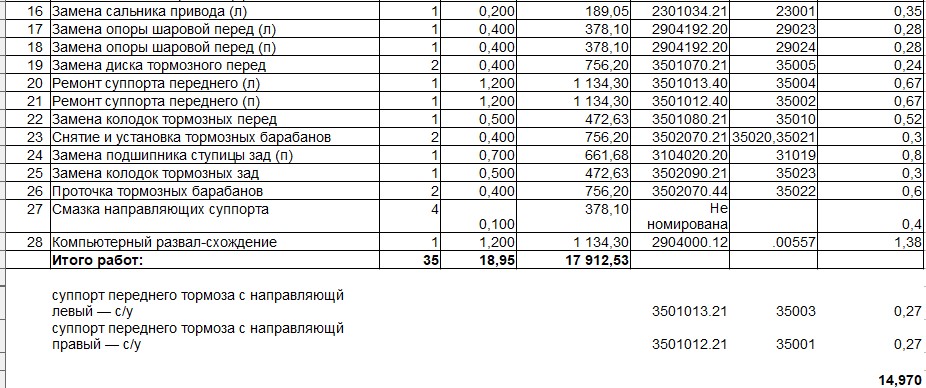 16 Замена сальника привода (л) 1 0,200 189,05 2301034.21 23001 0,35
17 Замена опоры шаровой перед (л) 1 0,400 378,10 2904192.20 29023 0,28
18 Замена опоры шаровой перед (п) 1 0,400 378,10 2904192.20 29024 0,28
19 Замена диска тормозного перед 2 0,400 756,20 3501070.21 35005 0,24
20 Ремонт суппорта переднего (л) 1 1,200 1 134,30 3501013.40 35004 0,67
21 Ремонт суппорта переднего (п) 1 1,200 1 134,30 3501012.40 35002 0,67
22 Замена колодок тормозных перед 1 0,500 472,63 3501080.21 35010 0,52
23 Снятие и установка тормозных барабанов 2 0,400 756,20 3502070.21 35020,35021 0,3
24 Замена подшипника ступицы зад (п) 1 0,700 661,68 3104020.20 31019 0,8
25 Замена колодок тормозных зад 1 0,500 472,63 3502090.21 35023 0,3
26 Проточка тормозных барабанов 2 0,400 756,20 3502070.44 35022 0,6
27 Смазка направляющих суппорта 4 378,10 Не
0,100 номирована 0,4
28 Компьютерный развал-схождение 1 1,200 1 134,30 2904000.12 .00557 1,38
Итого работ: 35 18,95 17 912,53
суппорт переднего тормоза с направляющй
левый — с/у 3501013.21 35003 0,27
суппорт переднего тормоза с направляющй
правый — с/у 3501012.21 35001 0,27
14,970